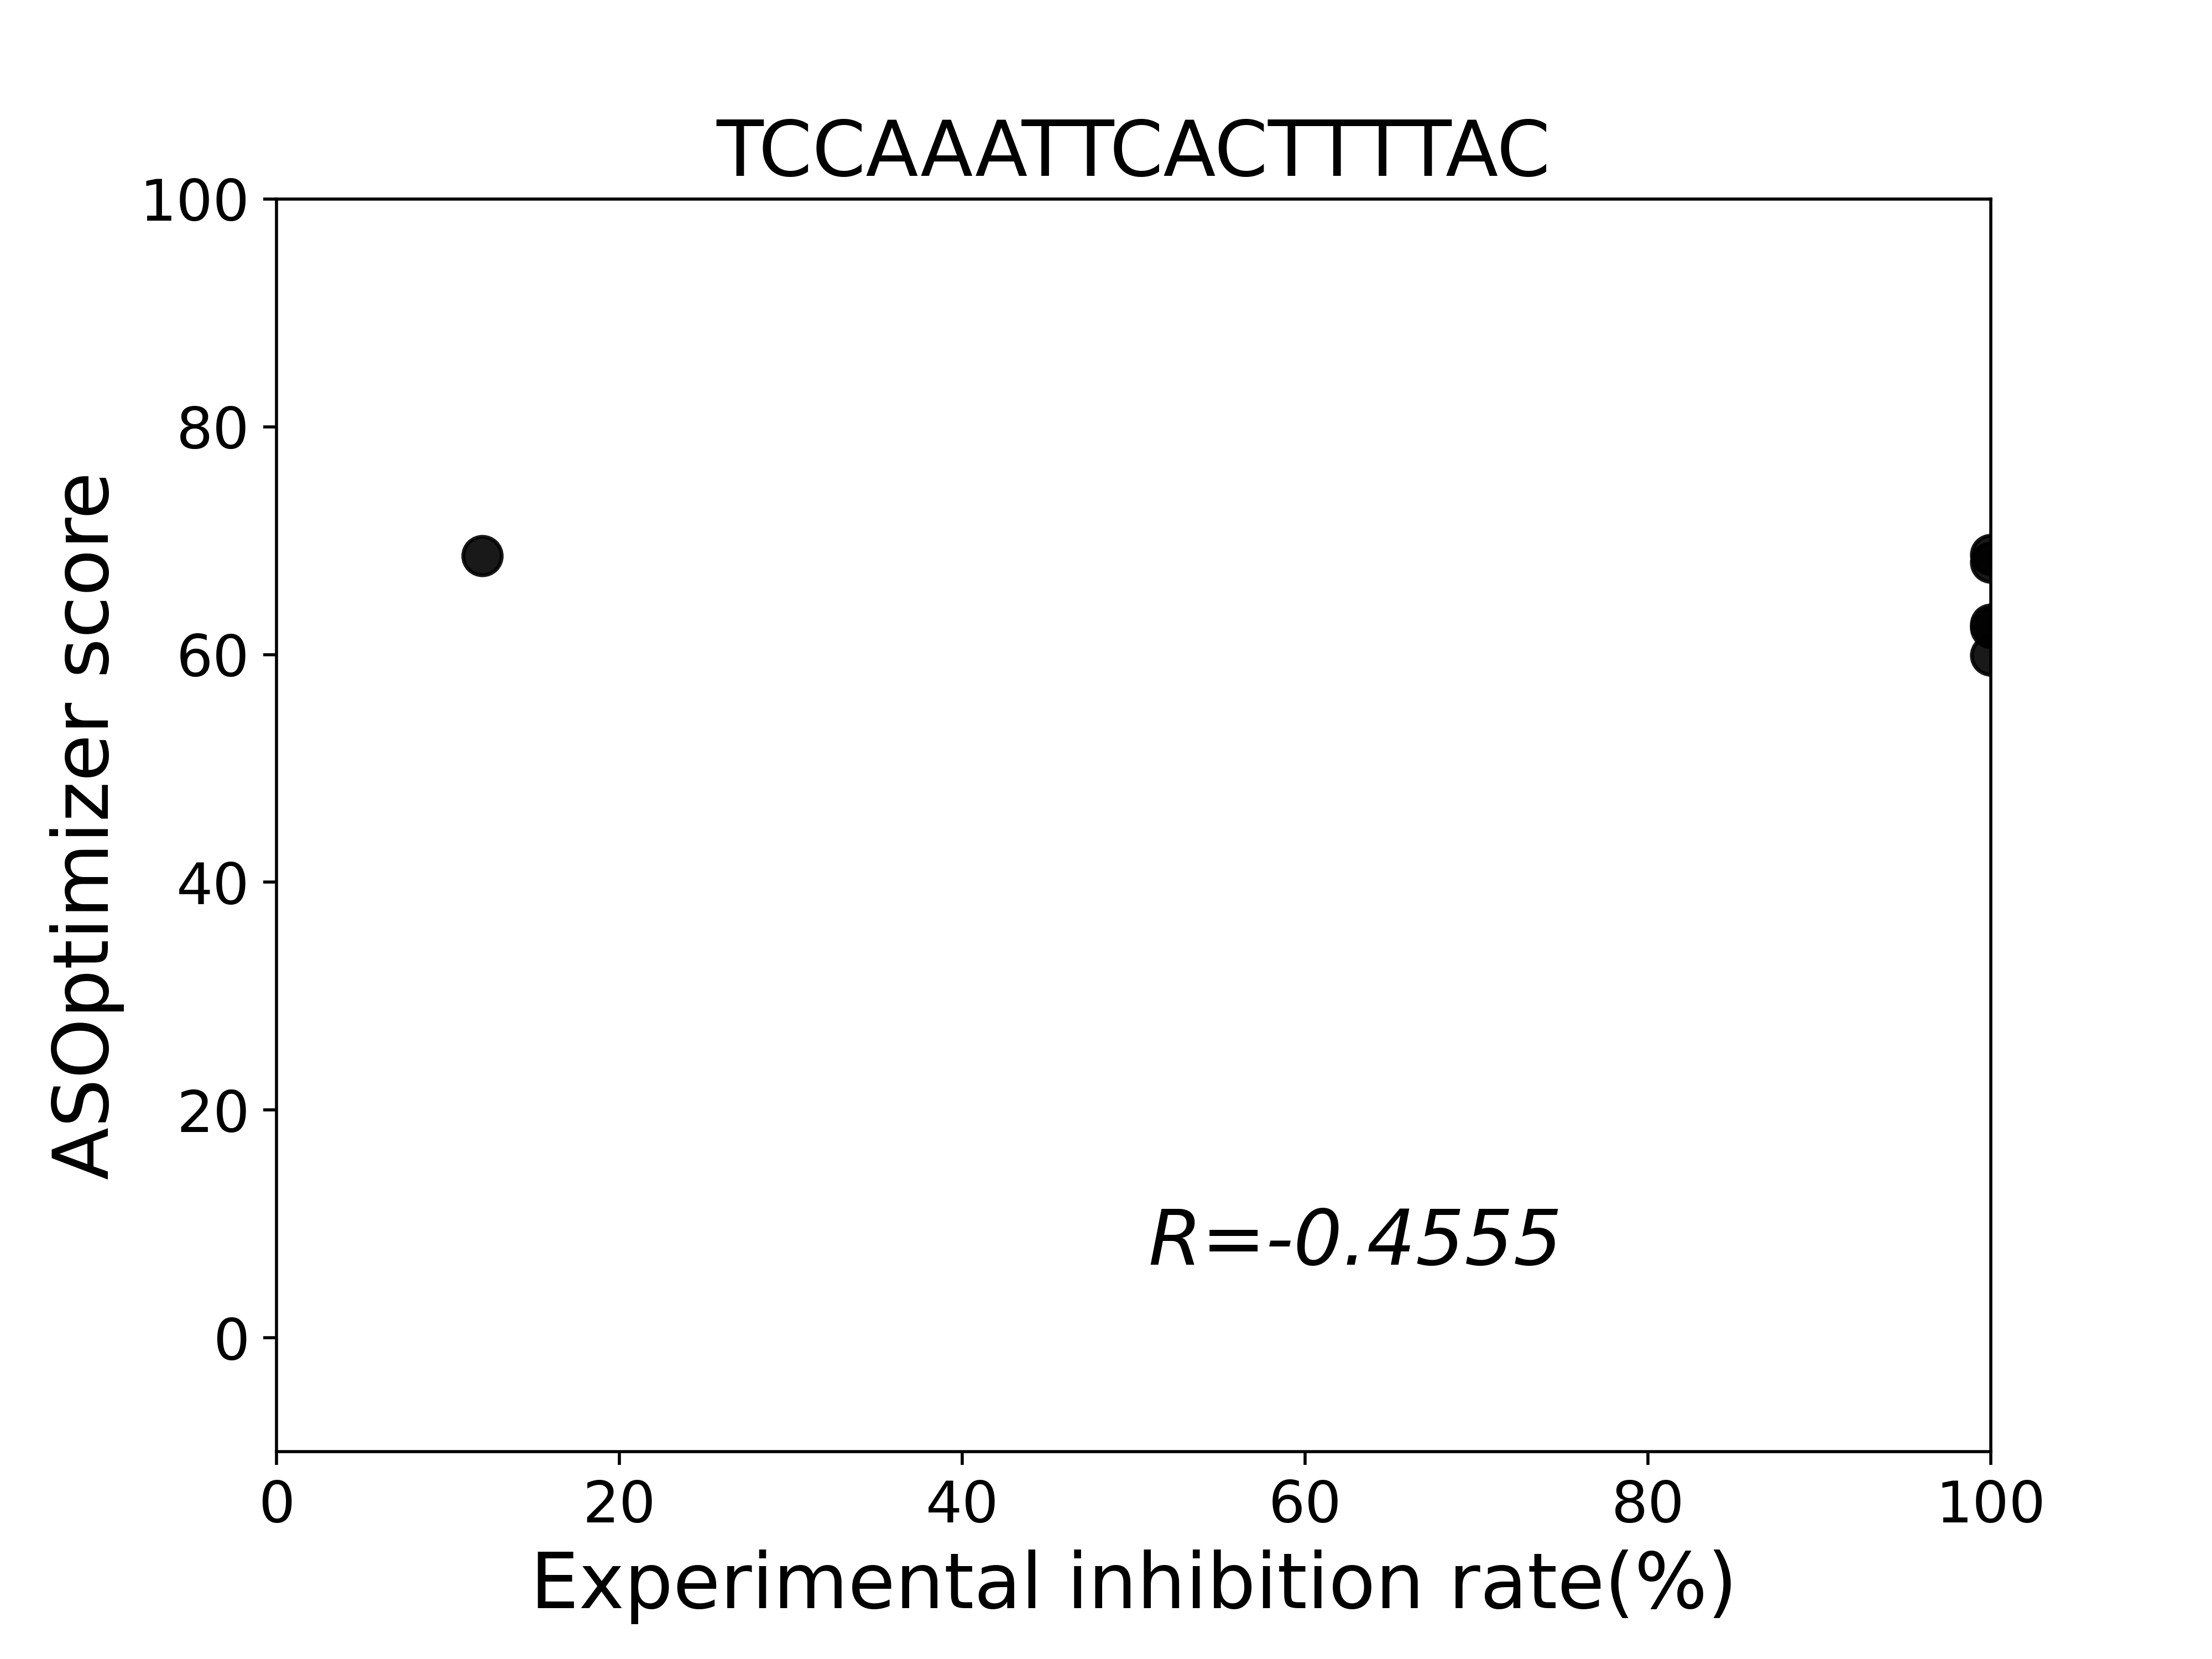 TCCAAATTCACTTTTAC
100
80
60
40
20
0
ASOptimizer score
R=-0.4555
0 20 40 60 80 100
Experimental inhibition rate(%)